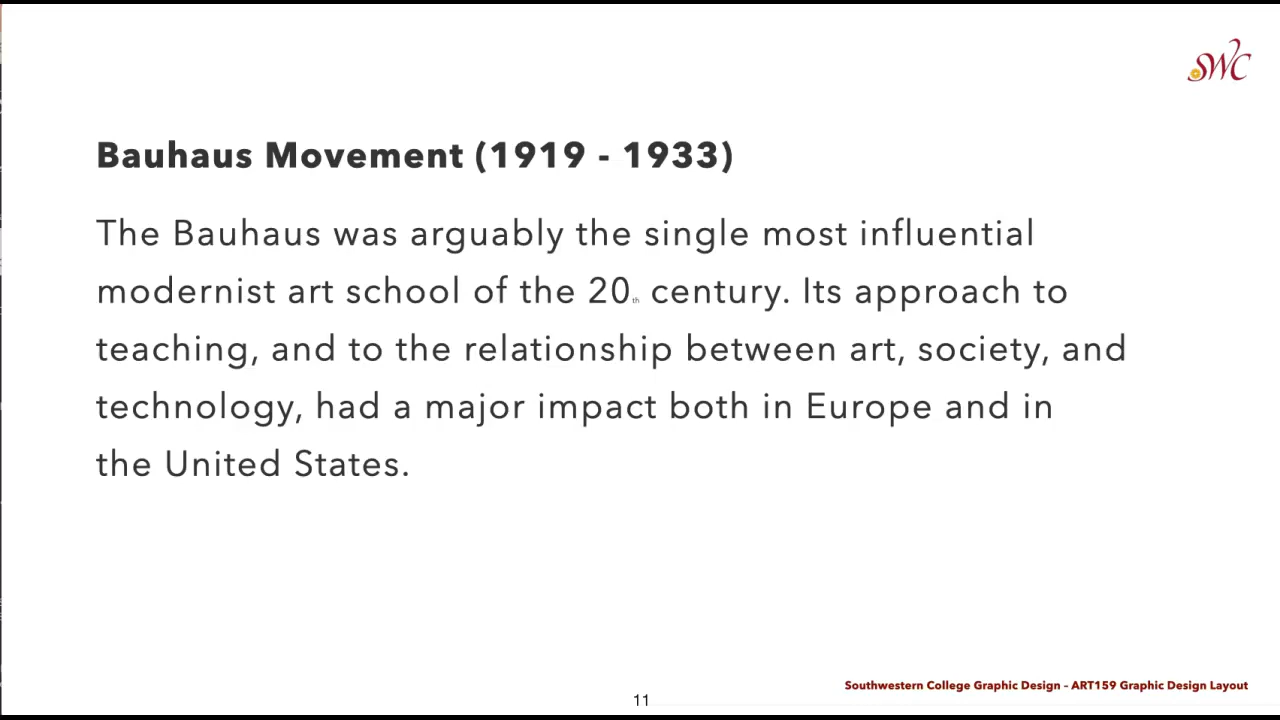 SWC
Bauhaus Movement (1919 - 1933)
The Bauhaus was arguably the single most influential
modernist art school of the 20th century. Its approach to
teaching, and to the relationship between art, society, and
technology, had a major impact both in Europe and in
the United States.
Southwestern College Graphic Design – ART159 Graphic Design Layout
11